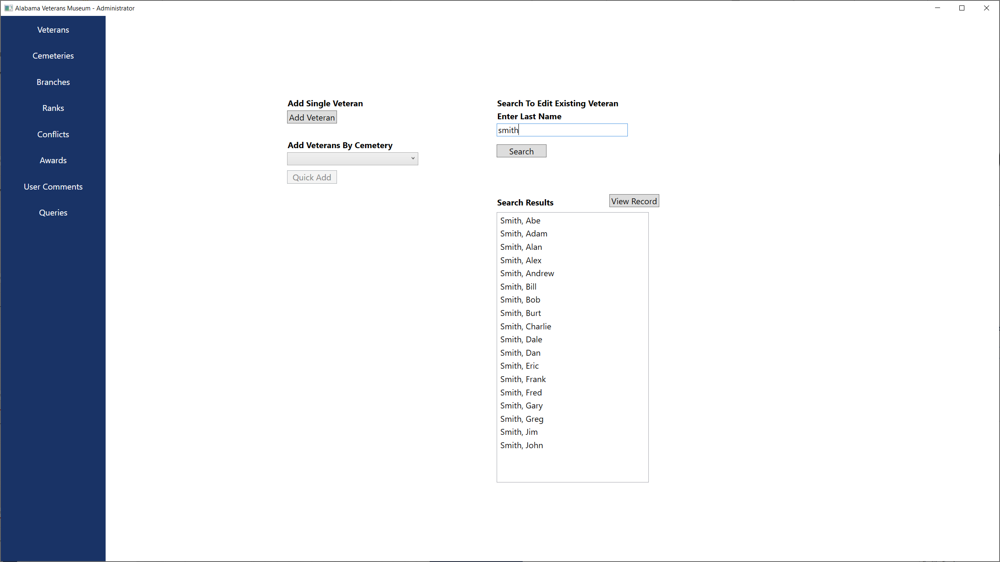 Alabama Veterans Museum - Administrator
Veterans
Cemeteries
Branches
Ranks
Conflicts
Awards
User Comments
Queries
Add Single Veteran
Add Veteran
Add Veterans By Cemetery
Quick Add
Search To Edit Existing Veteran
Enter Last Name
smith
Search
Search Results
View Record
Smith, Abe
Smith, Adam
Smith, Alan
Smith, Alex
Smith, Andrew
Smith, Bill
Smith, Bob
Smith, Burt
Smith, Charlie
Smith, Dale
Smith, Dan
Smith, Eric
Smith, Frank
Smith, Fred
Smith, Gary
Smith, Greg
Smith, Jim
Smith, John